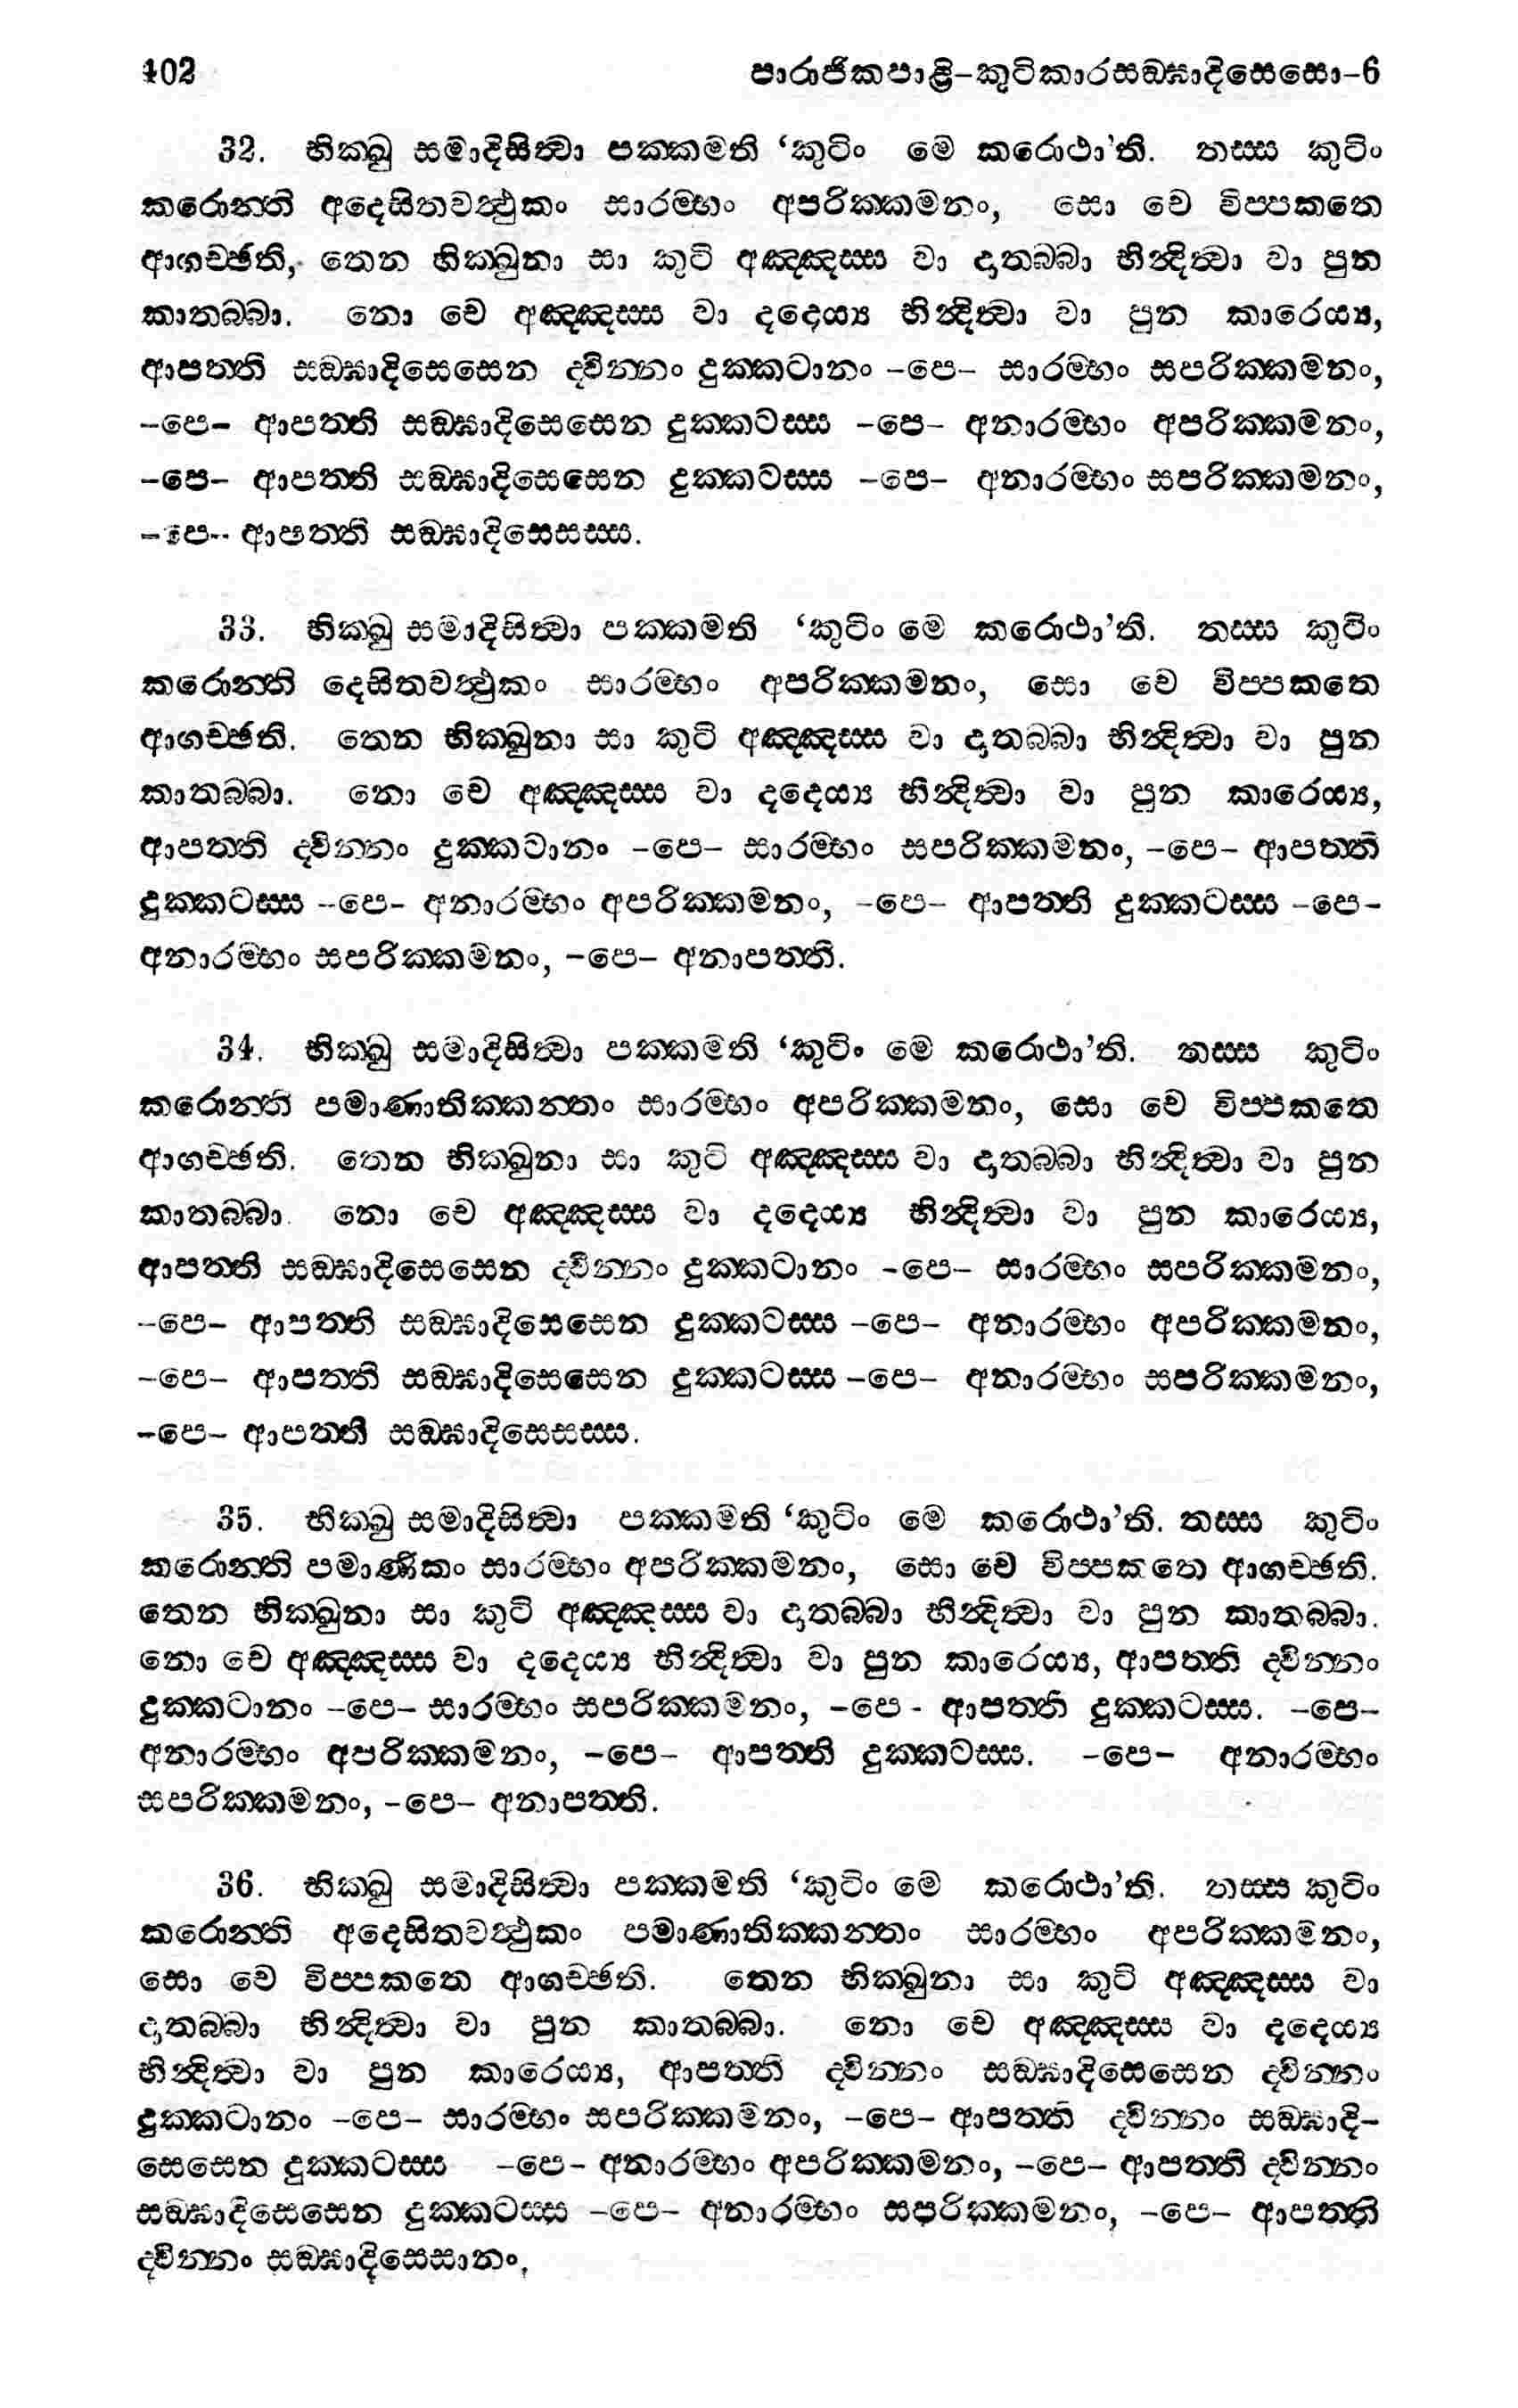 402 පාරාජිකපාළි-කුටිකාරසඞ්ඝාදිසෙසො-6
32. භික්ඛු සමාදිසිත්වා පක්කමති ‘කුටිං මෙ කරොථා’ති. තස්ස කුටිං
කරොන්ති අදෙසිතවත්ථුකං සාරම්භං අපරික්කමනං, සො චෙ විප්පකතෙ
ආගච්ඡති, තෙන භික්ඛුනා සා කුටි අඤ්ඤස්ස වා දාතබ්බා භින්දිත්වා වා පුන
කාතබ්බා. නො චෙ අඤ්ඤස්ස වා දදෙය්‍ය භින්දිත්වා වා පුන කාරෙය්‍ය,
ආපත්ති සඞ්ඝාදිසෙසෙන ද්වින්නං දුක්කටානං -පෙ- සාරම්භං සපරික්කමනං,
-පෙ- ආපත්ති සඞ්ඝාදිසෙසෙන දුක්කටස්ස -පෙ- අනාරම්භං අපරික්කමනං,
-පෙ- ආපත්ති සඞ්ඝාදිසෙසෙන දුක්කටස්ස -පෙ- අනාරම්භං සපරික්කමනං,
-පෙ- ආපත්ති සඞ්ඝාදිසෙසස්ස.
33. භික්ඛු සමාදිසිත්වා පක්කමති ‘කුටිං මෙ කරොථා’ති. තස්ස කුටිං
කරොන්ති දෙසිතවත්ථුකං සාරම්භං අපරික්කමනං, සො චෙ විප්පකතෙ
ආගච්ඡති. තෙන භික්ඛුනා සා කුටි අඤ්ඤස්ස වා දාතබ්බා භින්දිත්වා වා පුන
කාතබ්බා. නො චෙ අඤ්ඤස්ස වා දදෙය්‍ය භින්දිත්වා වා පුන කාරෙය්‍ය,
ආපත්ති ද්වින්නං දුක්කටානං -පෙ- සාරම්භං සපරික්කමනං, -පෙ- ආපත්ති
දුක්කටස්ස -පෙ- අනාරම්භං අපරික්කමනං, -පෙ- ආපත්ති දුක්කටස්ස -පෙ-
අනාරම්භං සපරික්කමනං, -පෙ- අනාපත්ති.
34. භික්ඛු සමාදිසිත්වා පක්කමති ‘කුටිං මෙ කරොථා’ති. තස්ස කුටිං
කරොන්ති පමාණාතික්කන්තං සාරම්භං අපරික්කමනං, සො චෙ විප්පකතෙ
ආගච්ඡති. තෙන භික්ඛුනා සා කුටි අඤ්ඤස්ස වා දාතබ්බා භින්දිත්වා වා පුන
කාතබ්බා. නො චෙ අඤ්ඤස්ස වා දදෙය්‍ය භින්දිත්වා වා පුන කාරෙය්‍ය,
ආපත්ති සඞ්ඝාදිසෙසෙන ද්වින්නං දුක්කටානං -පෙ- සාරම්භං සපරික්කමනං,
-පෙ- ආපත්ති සඞ්ඝාදිසෙසෙන දුක්කටස්ස -පෙ- අනාරම්භං අපරික්කමනං,
-පෙ- ආපත්ති සඞ්ඝාදිසෙසෙන දුක්කටස්ස -පෙ- අනාරම්භං සපරික්කමනං,
-පෙ- ආපත්ති සඞ්ඝාදිසෙසස්ස.
35. භික්ඛු සමාදිසිත්වා පක්කමති ‘කුටිං මෙ කරොථා’ති. තස්ස කුටිං
කරොන්ති පමාණිකං සාරම්භං අපරික්කමනං, සො චෙ විප්පකතෙ ආගච්ඡති.
තෙන භික්ඛුනා සා කුටි අඤ්ඤස්ස වා දාතබ්බා භින්දිත්වා වා පුන කාතබ්බා.
නො චෙ අඤ්ඤස්ස වා දදෙය්‍ය භින්දිත්වා වා පුන කාරෙය්‍ය, ආපත්ති ද්වින්නං
දුක්කටානං -පෙ- සාරම්භං සපරික්කමනං, -පෙ- ආපත්ති දුක්කටස්ස. -පෙ-
අනාරම්භං අපරික්කමනං, -පෙ- ආපත්ති දුක්කටස්ස. -පෙ- අනාරම්භං
සපරික්කමනං, -පෙ- අනාපත්ති.
36. භික්ඛු සමාදිසිත්වා පක්කමති ‘කුටිං මෙ කරොථා’ති. තස්ස කුටිං
කරොන්ති අදෙසිතවත්ථුකං පමාණාතික්කන්තං සාරම්භං අපරික්කමනං,
සො චෙ විප්පකතෙ ආගච්ඡති. තෙන භික්ඛුනා සා කුටි අඤ්ඤස්ස වා
දාතබ්බා භින්දිත්වා වා පුන කාතබ්බා. නො චෙ අඤ්ඤස්ස වා දදෙය්‍ය
භින්දිත්වා වා පුන කාරෙය්‍ය, ආපත්ති ද්වින්නං සඞ්ඝාදිසෙසෙන ද්වින්නං
දුක්කටානං -පෙ- සාරම්භං සපරික්කමනං, -පෙ- ආපත්ති ද්වින්නං සඞ්ඝාදි-
සෙසෙන දුක්කටස්ස -පෙ- අනාරම්භං අපරික්කමනං, -පෙ- ආපත්ති ද්වින්නං
සඞ්ඝාදිසෙසෙන දුක්කටස්ස -පෙ- අනාරම්භං සපරික්කමනං, -පෙ- ආපත්ති
ද්වින්නං සඞ්ඝාදිසෙසානං,